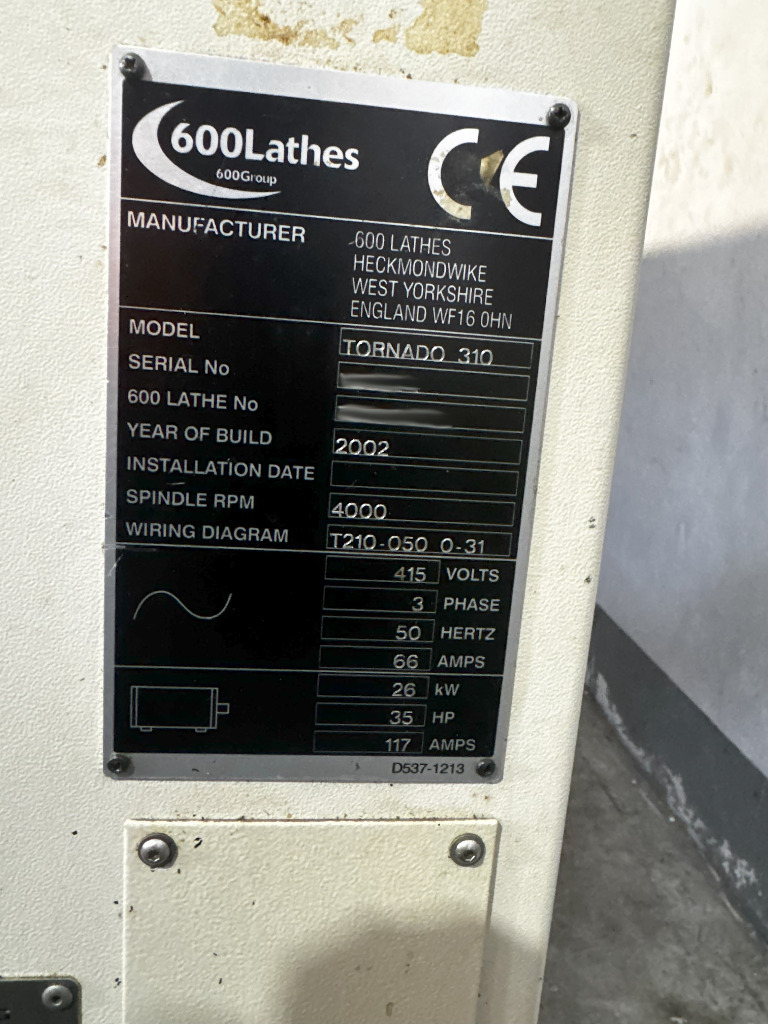 600Lathes
600Group
CE
MANUFACTURER
600 LATHES
HECKMONDWIKE
WEST YORKSHIRE
ENGLAND WF16 0HN
MODEL TORNADO 310
SERIAL No
600 LATHE No
YEAR OF BUILD 2002
INSTALLATION DATE
SPINDLE RPM 4000
WIRING DIAGRAM T210-050 0-31
415 VOLTS
3 PHASE
50 HERTZ
66 AMPS
26 kW
35 HP
117 AMPS
D537-1213